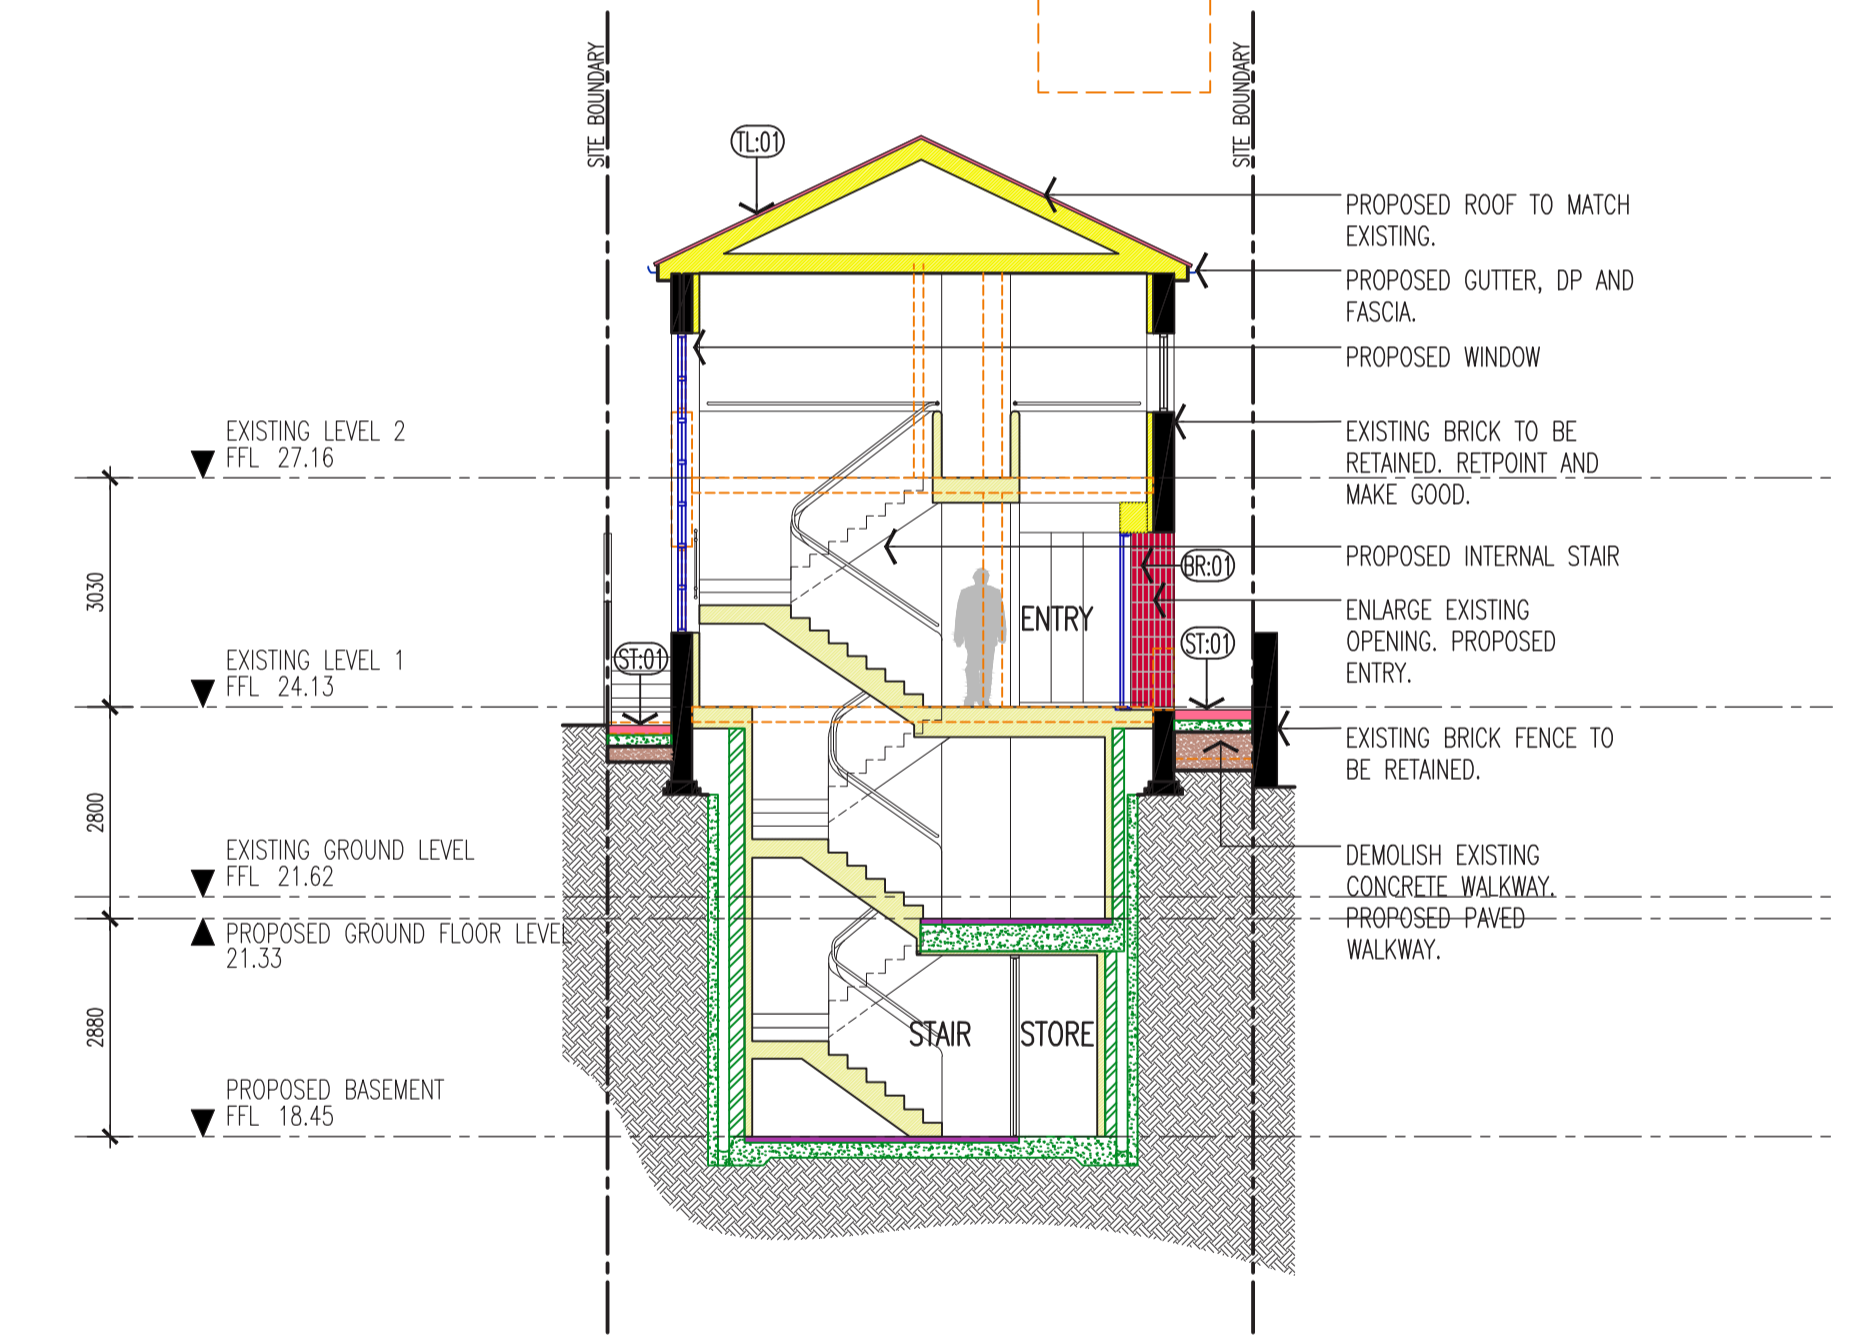 SITE BOUNDARY
SITE BOUNDARY
TL:01
PROPOSED ROOF TO MATCH
EXISTING.
PROPOSED GUTTER, DP AND
FASCIA.
PROPOSED WINDOW
EXISTING LEVEL 2
FFL 27.16
EXISTING BRICK TO BE
RETAINED. RETPOINT AND
MAKE GOOD.
PROPOSED INTERNAL STAIR
BR:01
3030
ENTRY
ENLARGE EXISTING
OPENING. PROPOSED
ENTRY.
ST:01
ST:01
EXISTING LEVEL 1
FFL 24.13
EXISTING BRICK FENCE TO
BE RETAINED.
2800
EXISTING GROUND LEVEL
FFL 21.62
DEMOLISH EXISTING
CONCRETE WALKWAY.
PROPOSED PAVED
WALKWAY.
PROPOSED GROUND FLOOR LEVEL
21.33
2880
STAIR
STORE
PROPOSED BASEMENT
FFL 18.45